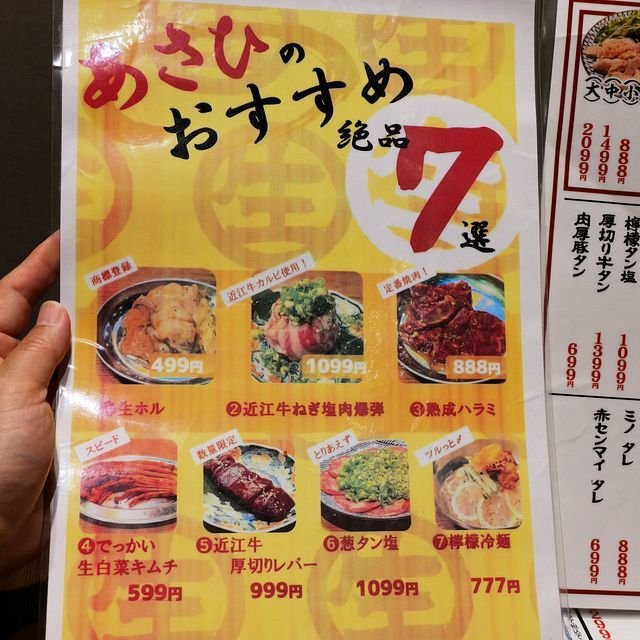 あさひの
おすすめ
絶品
7
選
商標登録
499円
生ホル
近江牛カルビ使用！
1099円
②近江牛ねぎ塩肉爆弾
定番焼肉！
888円
③熟成ハラミ
スピード
④でっかい
生白菜キムチ
599円
数量限定
⑤近江牛
厚切りレバー
999円
とりあえず
⑥葱タン塩
1099円
ツルっと〆
⑦檸檬冷麺
777円
大中小
888円
1499円
2099円
檸檬タン塩
1099円
厚切り牛タン
1399円
肉厚豚タン
699円
ミノ タレ
888円
赤センマイ タレ
699円